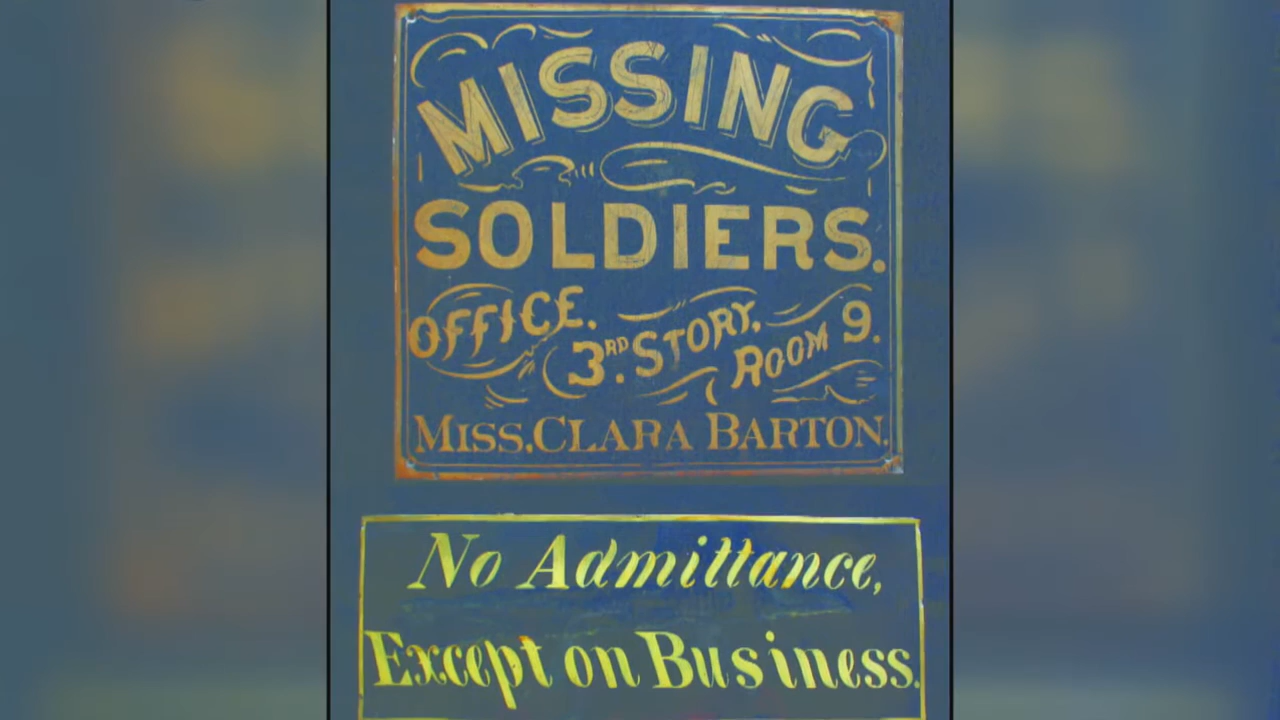 MISSING
SOLDIERS.
OFFICE.
3RD. STORY,
ROOM 9.
MISS, CLARA BARTON.
No Admittance,
Except on Business.